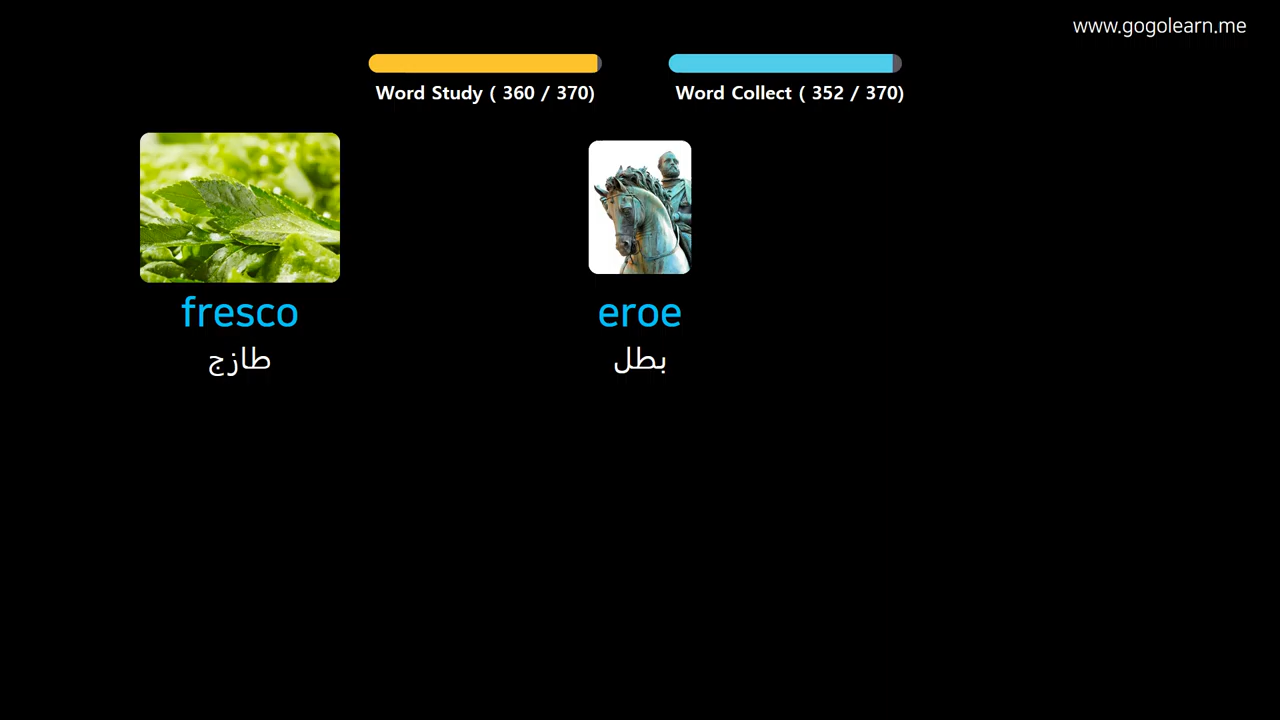 www.gogolearn.me
Word Study ( 360 / 370)
Word Collect ( 352 / 370)
fresco
طازج
eroe
بطل